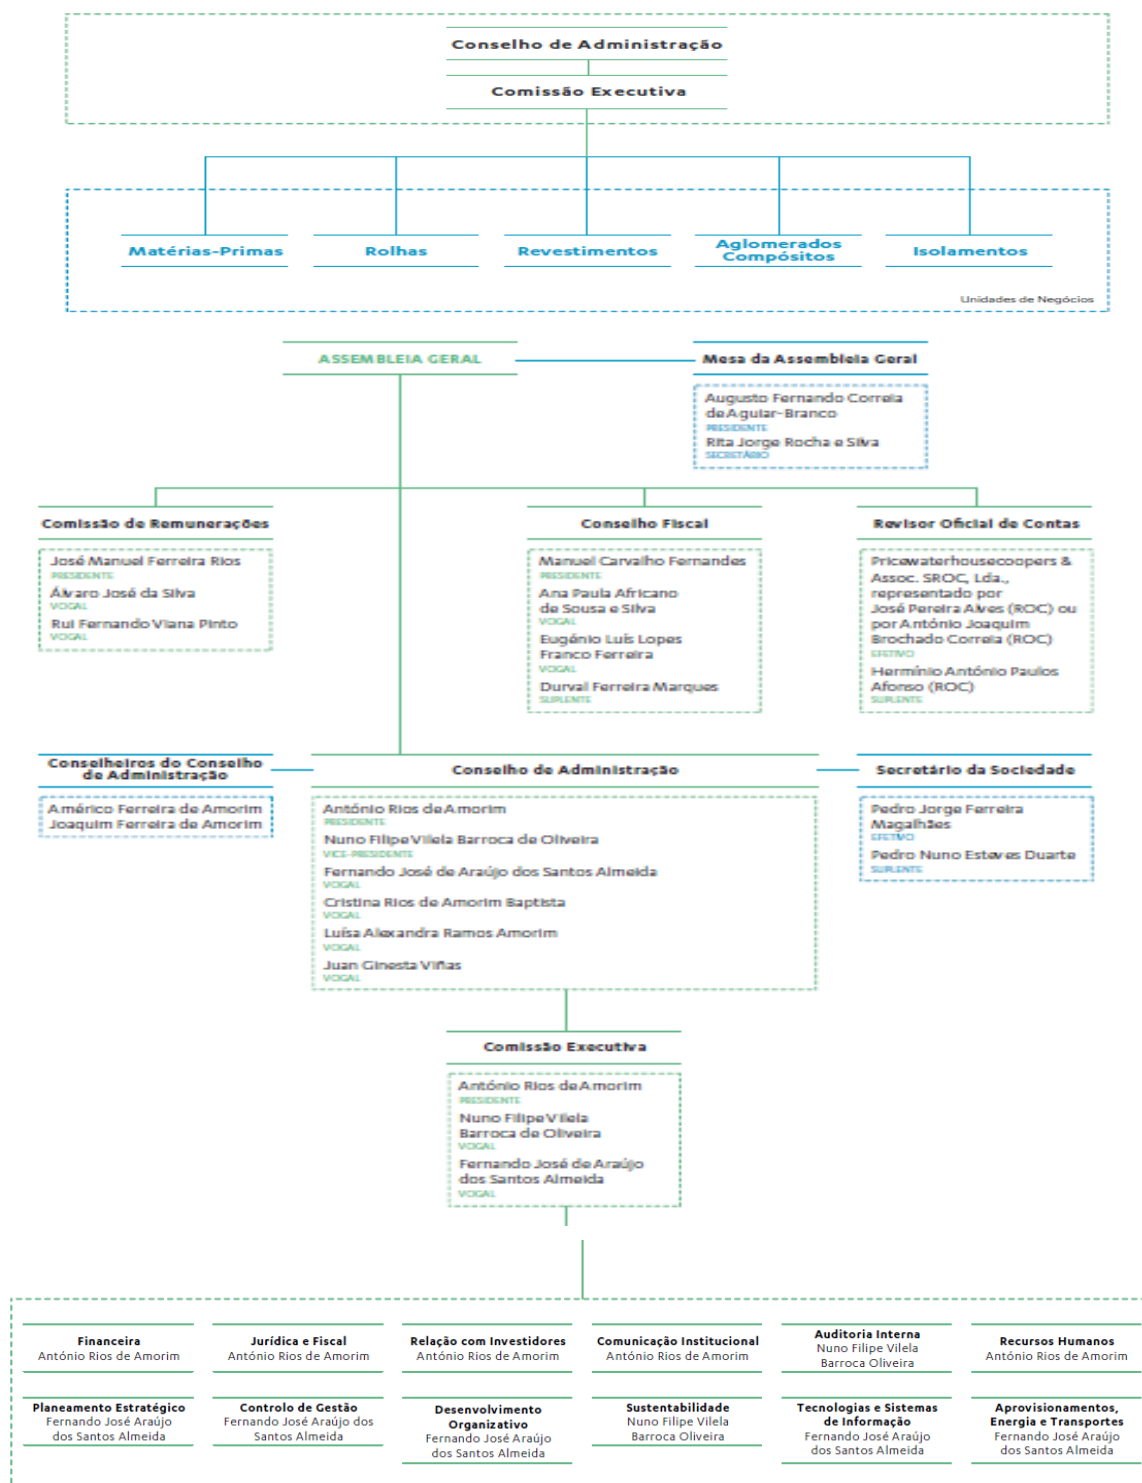 Conselho de Administração
Comissão Executiva
Matérias-Primas
Rolhas
Revestimentos
Aglomerados
Compósitos
Isolamentos
Unidades de Negócios
ASSEMBLEIA GERAL
Mesa da Assembleia Geral
Augusto Fernando Correia
de Aguiar-Branco
PRESIDENTE
Rita Jorge Rocha e Silva
SECRETÁRIO
Comissão de Remunerações
José Manuel Ferreira Rios
PRESIDENTE
Álvaro José da Silva
VOGAL
Rui Fernando Viana Pinto
VOGAL
Conselho Fiscal
Manuel Carvalho Fernandes
PRESIDENTE
Ana Paula Africano
de Sousa e Silva
VOGAL
Eugénio Luís Lopes
Franco Ferreira
VOGAL
Durval Ferreira Marques
SUPLENTE
Revisor Oficial de Contas
Pricewaterhousecoopers &
Assoc. SROC, Lda.,
representado por
José Pereira Alves (ROC) ou
por António Joaquim
Brochado Correia (ROC)
EFETIVO
Hermínio António Paulos
Afonso (ROC)
SUPLENTE
Conselheiros do Conselho
de Administração
Américo Ferreira de Amorim
Joaquim Ferreira de Amorim
Conselho de Administração
António Rios de Amorim
PRESIDENTE
Nuno Filipe Vilela Barroca de Oliveira
VICE-PRESIDENTE
Fernando José de Araújo dos Santos Almeida
VOGAL
Cristina Rios de Amorim Baptista
VOGAL
Luísa Alexandra Ramos Amorim
VOGAL
Juan Ginesta Viñas
VOGAL
Secretário da Sociedade
Pedro Jorge Ferreira
Magalhães
EFETIVO
Pedro Nuno Esteves Duarte
SUPLENTE
Comissão Executiva
António Rios de Amorim
PRESIDENTE
Nuno Filipe Vilela
Barroca de Oliveira
VOGAL
Fernando José de Araújo
dos Santos Almeida
VOGAL
Financeira
António Rios de Amorim
Jurídica e Fiscal
António Rios de Amorim
Relação com Investidores
António Rios de Amorim
Comunicação Institucional
António Rios de Amorim
Auditoria Interna
Nuno Filipe Vilela
Barroca Oliveira
Recursos Humanos
António Rios de Amorim
Planeamento Estratégico
Fernando José Araújo
dos Santos Almeida
Controlo de Gestão
Fernando José Araújo dos
Santos Almeida
Desenvolvimento
Organizativo
Fernando José Araújo
dos Santos Almeida
Sustentabilidade
Nuno Filipe Vilela
Barroca Oliveira
Tecnologias e Sistemas
de Informação
Fernando José Araújo
dos Santos Almeida
Aprovisionamentos,
Energia e Transportes
Fernando José Araújo
dos Santos Almeida